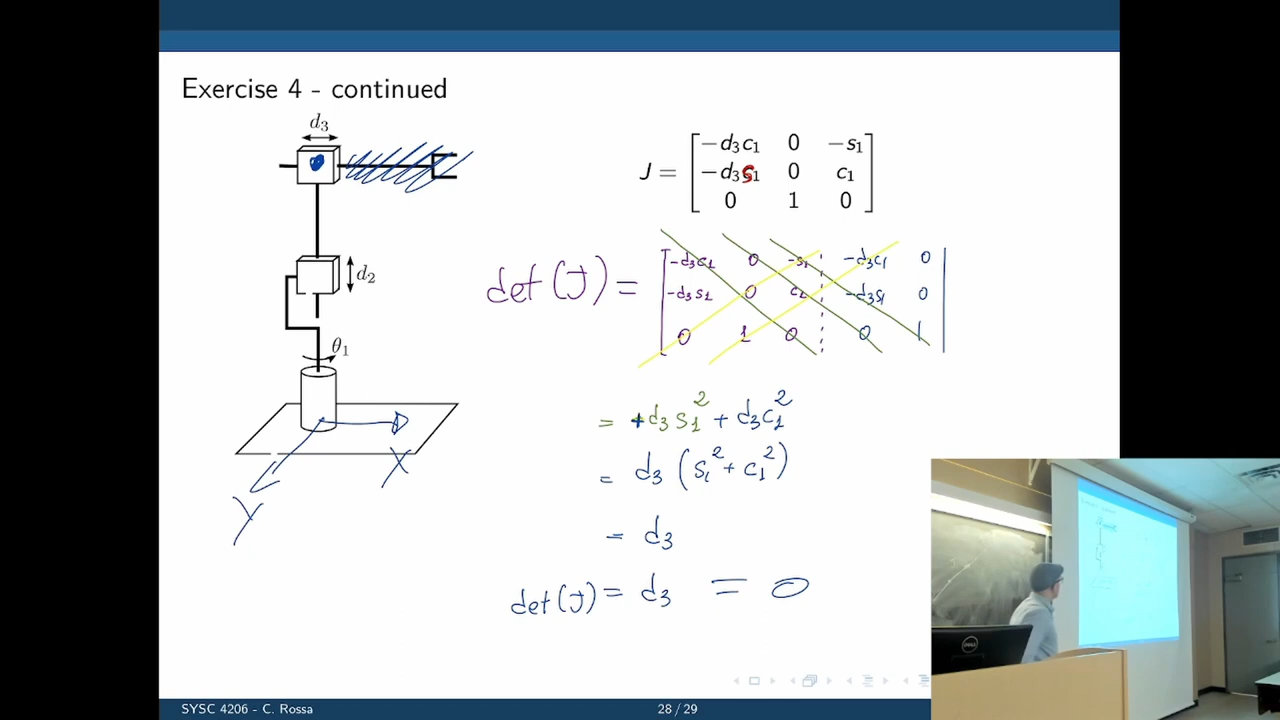 Exercise 4 - continued
d₃
d₂
θ₁
X
Y
J = [ −d₃c₁ 0 −s₁
−d₃s₁ 0 c₁
0 1 0 ]
det(J) =
-d₃c₁ 0 -s₁ -d₃c₁ 0
-d₃s₁ 0 c₁ -d₃s₁ 0
0 1 0 0 1
= +d₃s₁² + d₃c₁²
= d₃ (s₁² + c₁²)
= d₃
det(J) = d₃ = 0
DELL
SYSC 4206 - C. Rossa
28 / 29